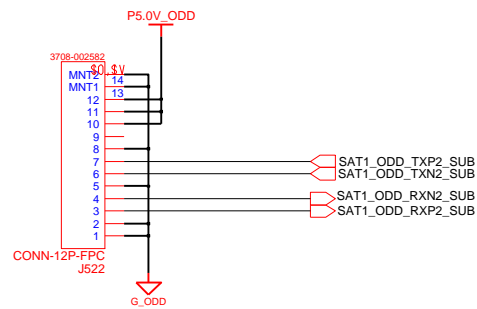 P5.0V_ODD
3708-002582
$0,$V
MNT2
14
MNT1
13
12
11
10
9
8
7 SAT1_ODD_TXP2_SUB
6 SAT1_ODD_TXN2_SUB
5
4 SAT1_ODD_RXN2_SUB
3 SAT1_ODD_RXP2_SUB
2
1
CONN-12P-FPC
J522
G_ODD